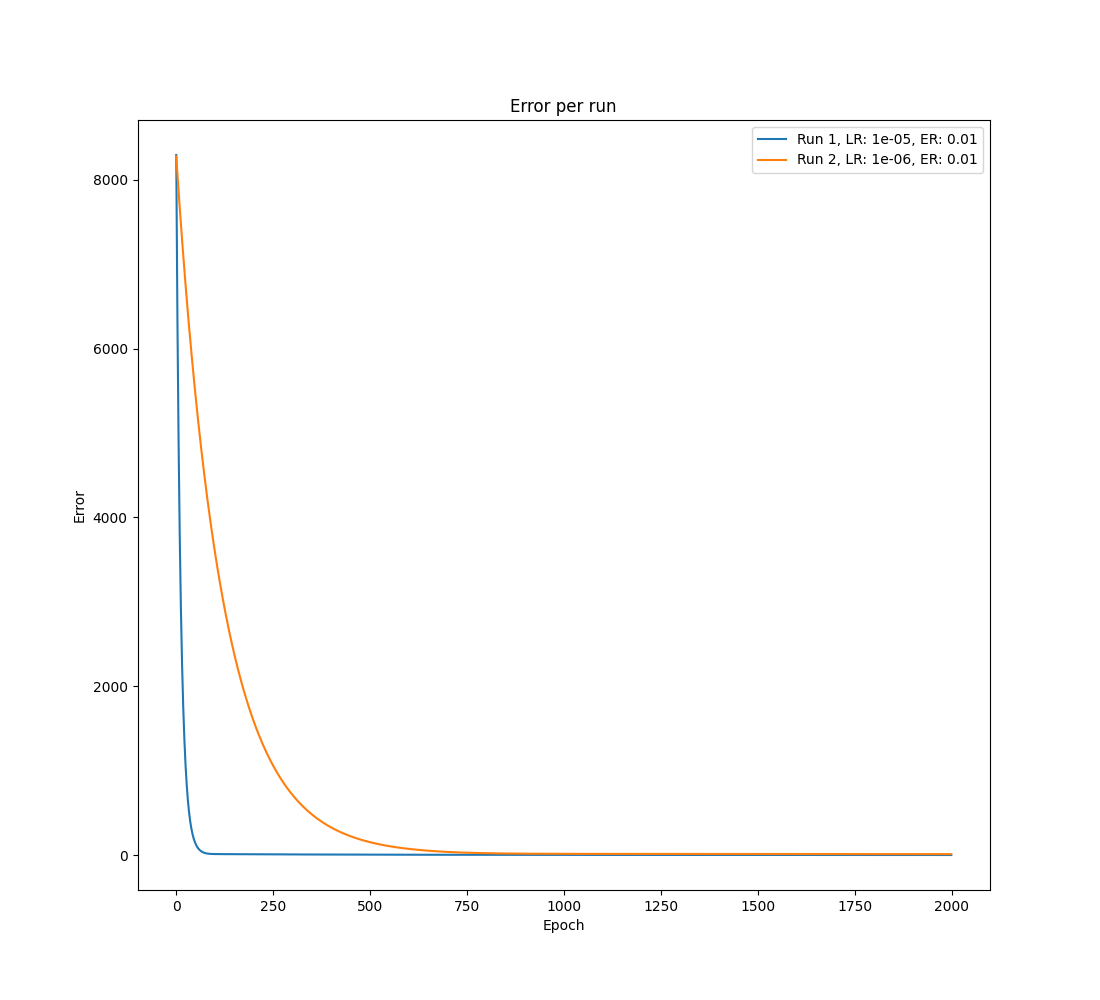 Error per run
Run 1, LR: 1e-05, ER: 0.01
Run 2, LR: 1e-06, ER: 0.01
8000
6000
4000
2000
0
Error
0 250 500 750 1000 1250 1500 1750 2000
Epoch